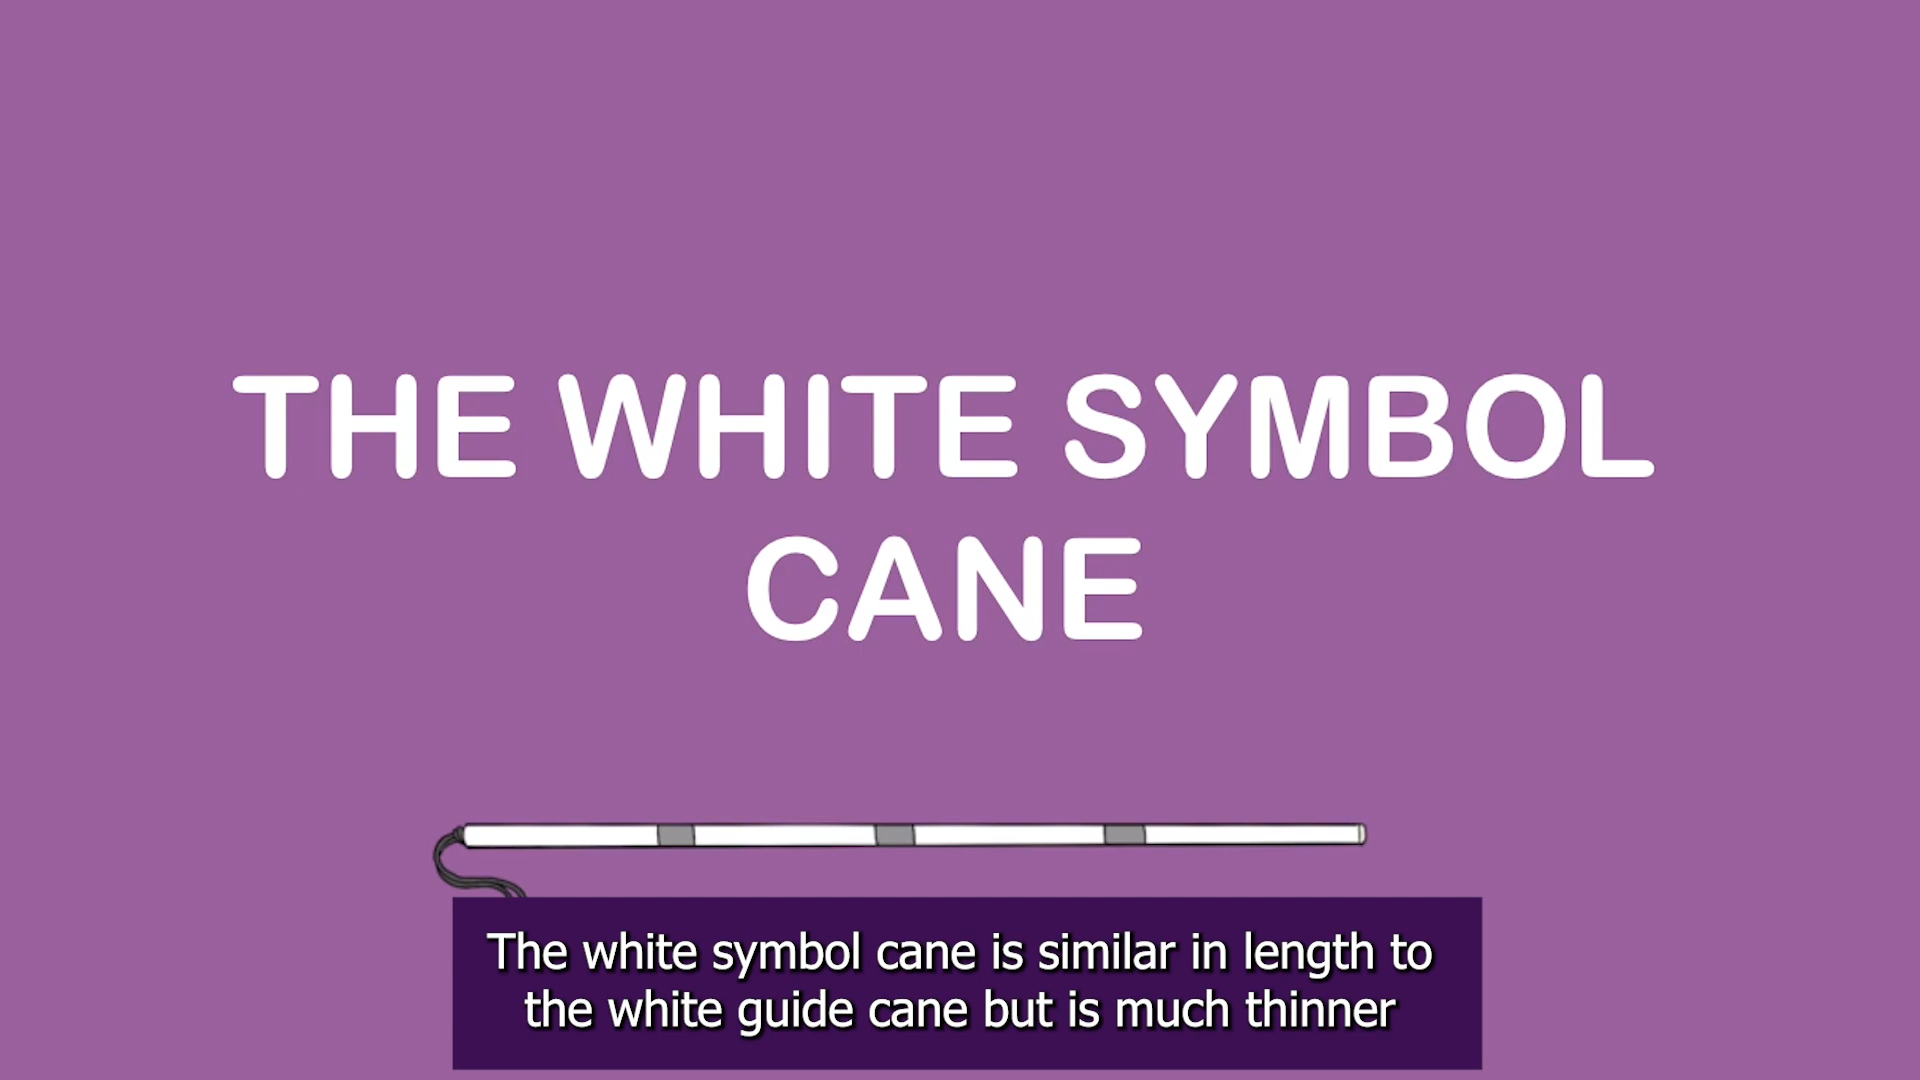 THE WHITE SYMBOL
CANE
The white symbol cane is similar in length to
the white guide cane but is much thinner